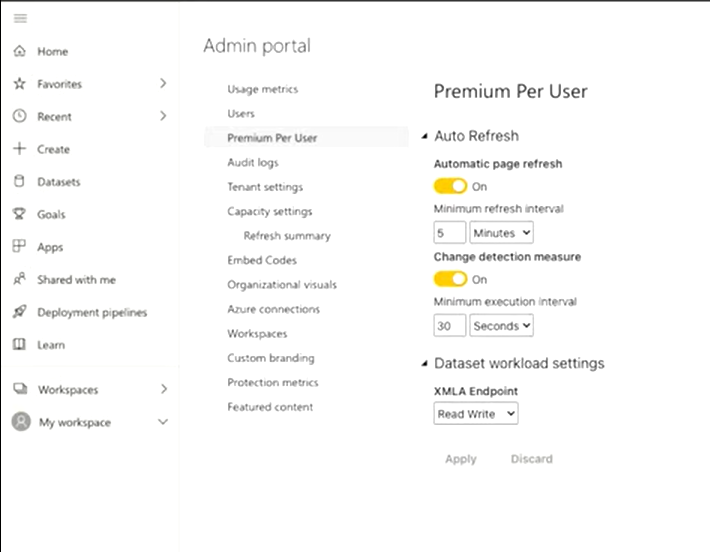 Home
Favorites
Recent
Create
Datasets
Goals
Apps
Shared with me
Deployment pipelines
Learn
Workspaces
My workspace
Admin portal
Usage metrics
Users
Premium Per User
Audit logs
Tenant settings
Capacity settings
Refresh summary
Embed Codes
Organizational visuals
Azure connections
Workspaces
Custom branding
Protection metrics
Featured content
Premium Per User
Auto Refresh
Automatic page refresh
On
Minimum refresh interval
5 Minutes
Change detection measure
On
Minimum execution interval
30 Seconds
Dataset workload settings
XMLA Endpoint
Read Write
Apply Discard